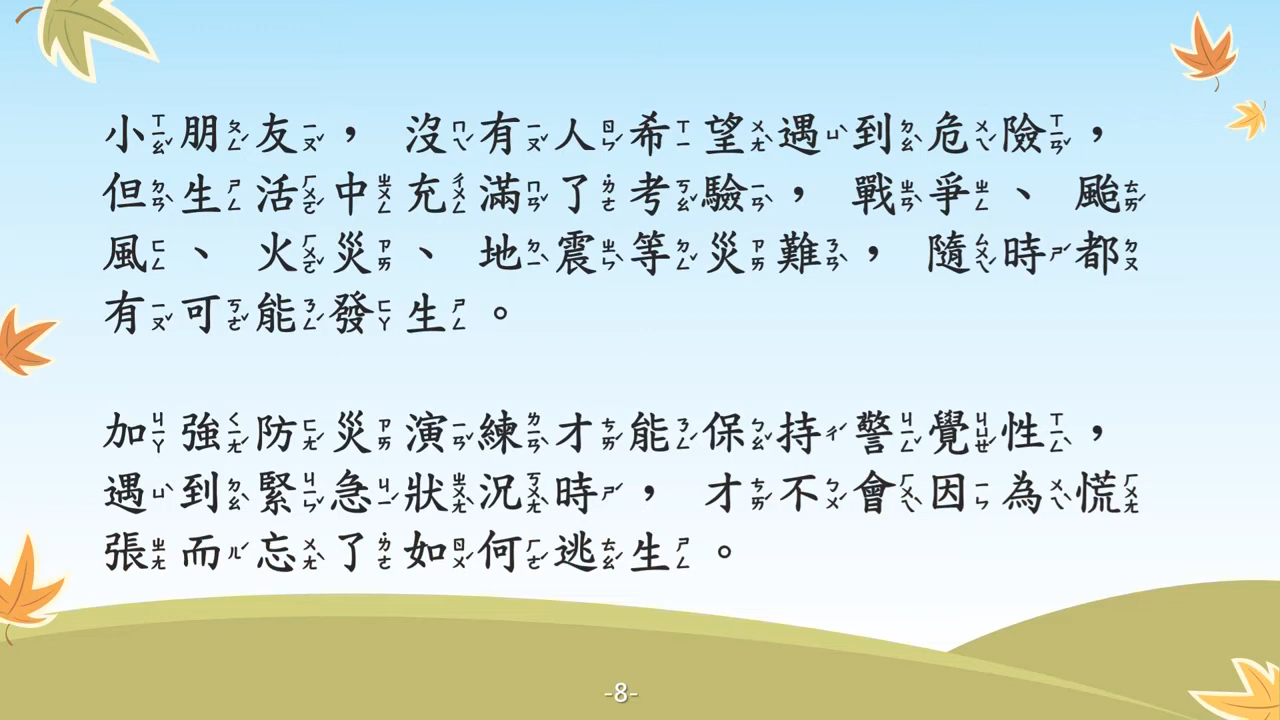 小朋友，沒有人希望遇到危險，
但生活中充滿了考驗，戰爭、颱
風、火災、地震等災難，隨時都
有可能發生。
加強防災演練才能保持警覺性，
遇到緊急狀況時，才不會因為慌
張而忘了如何逃生。
-8-